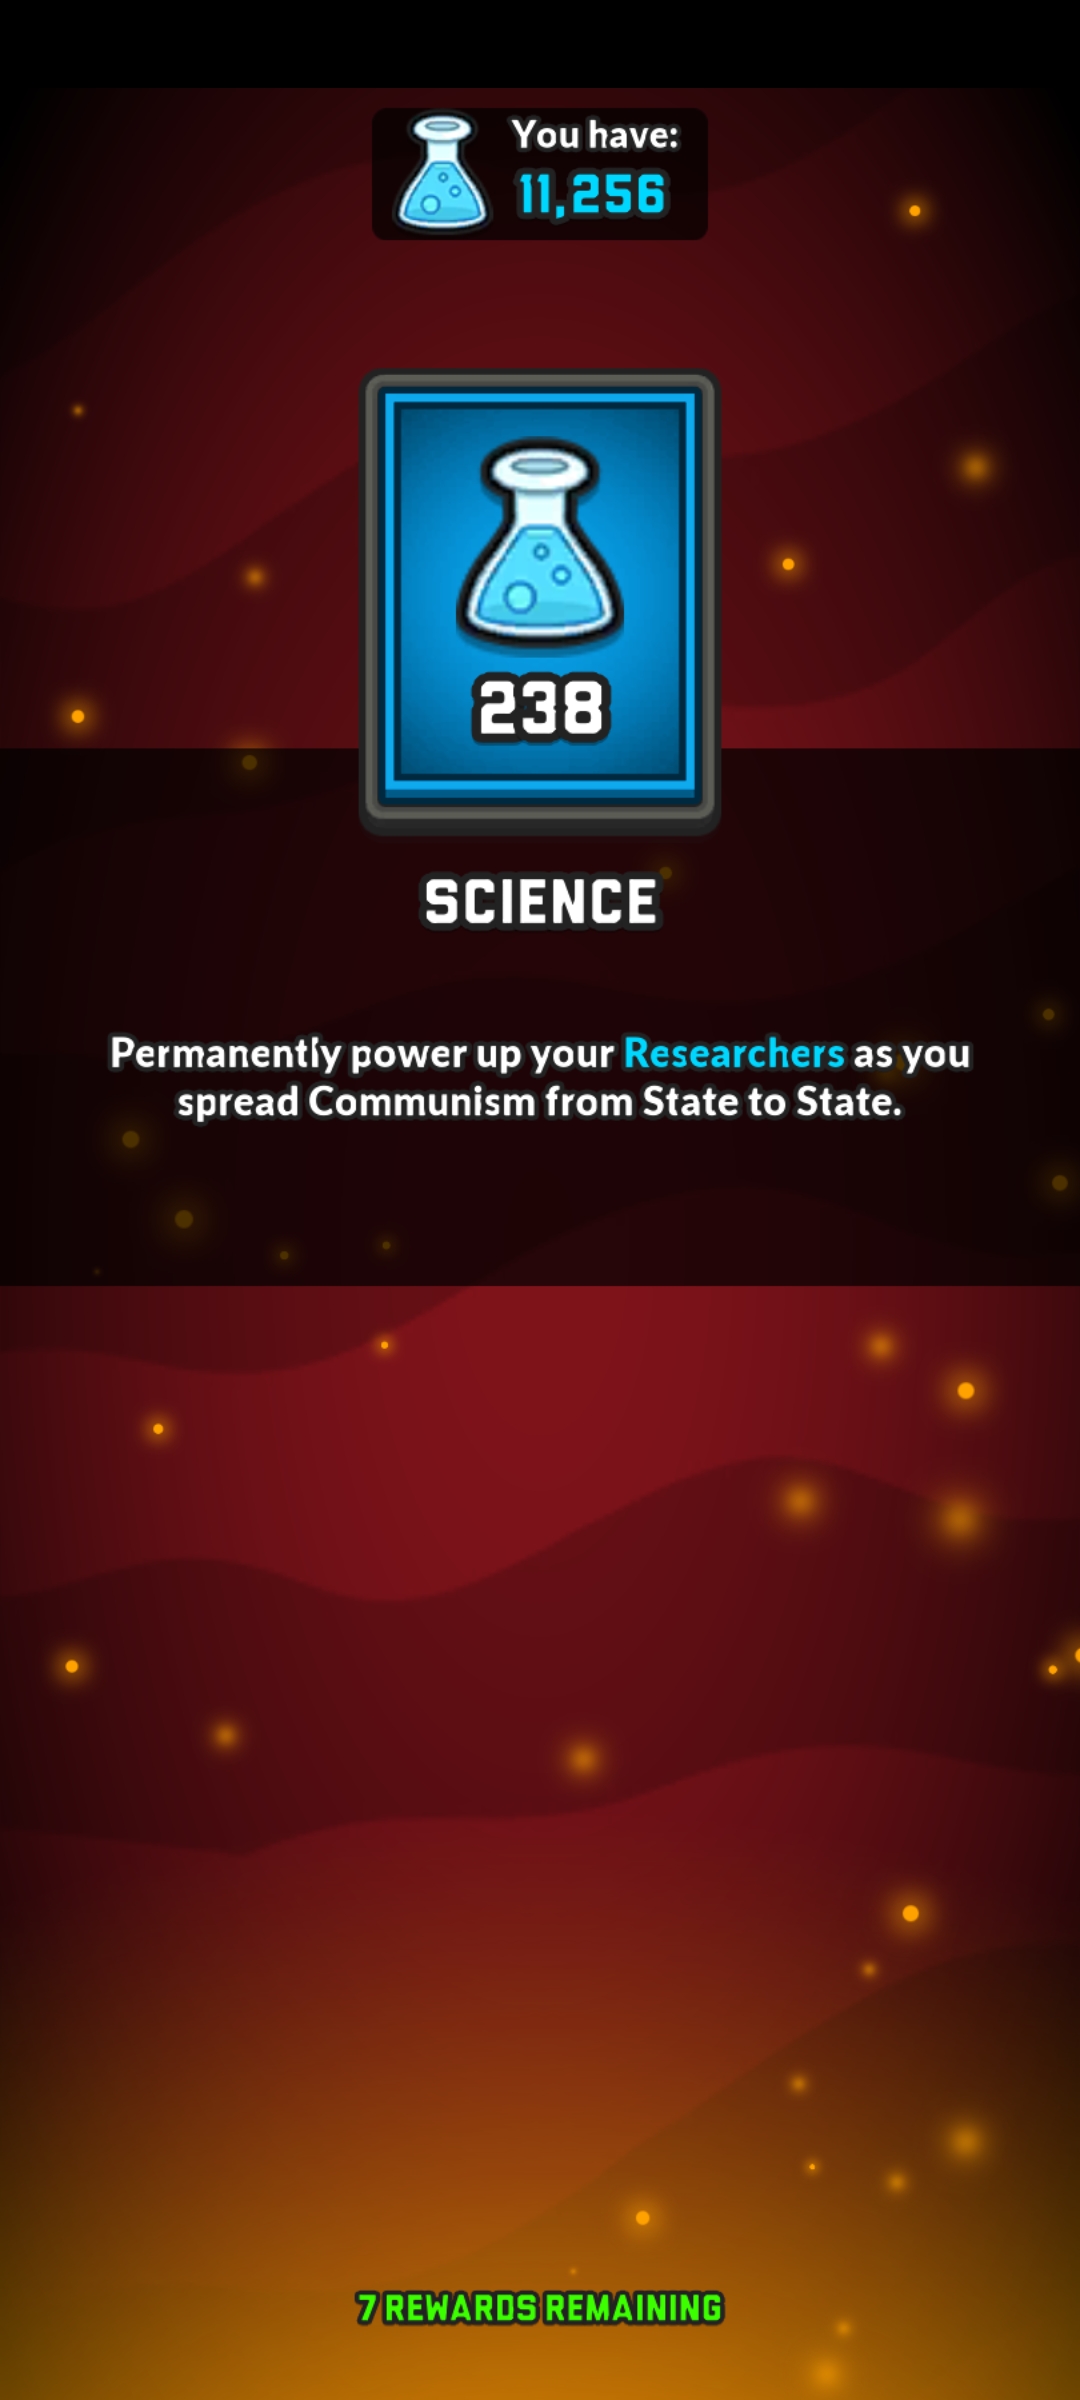 You have:
11,256
238
SCIENCE
Permanently power up your Researchers as you
spread Communism from State to State.
7 REWARDS REMAINING